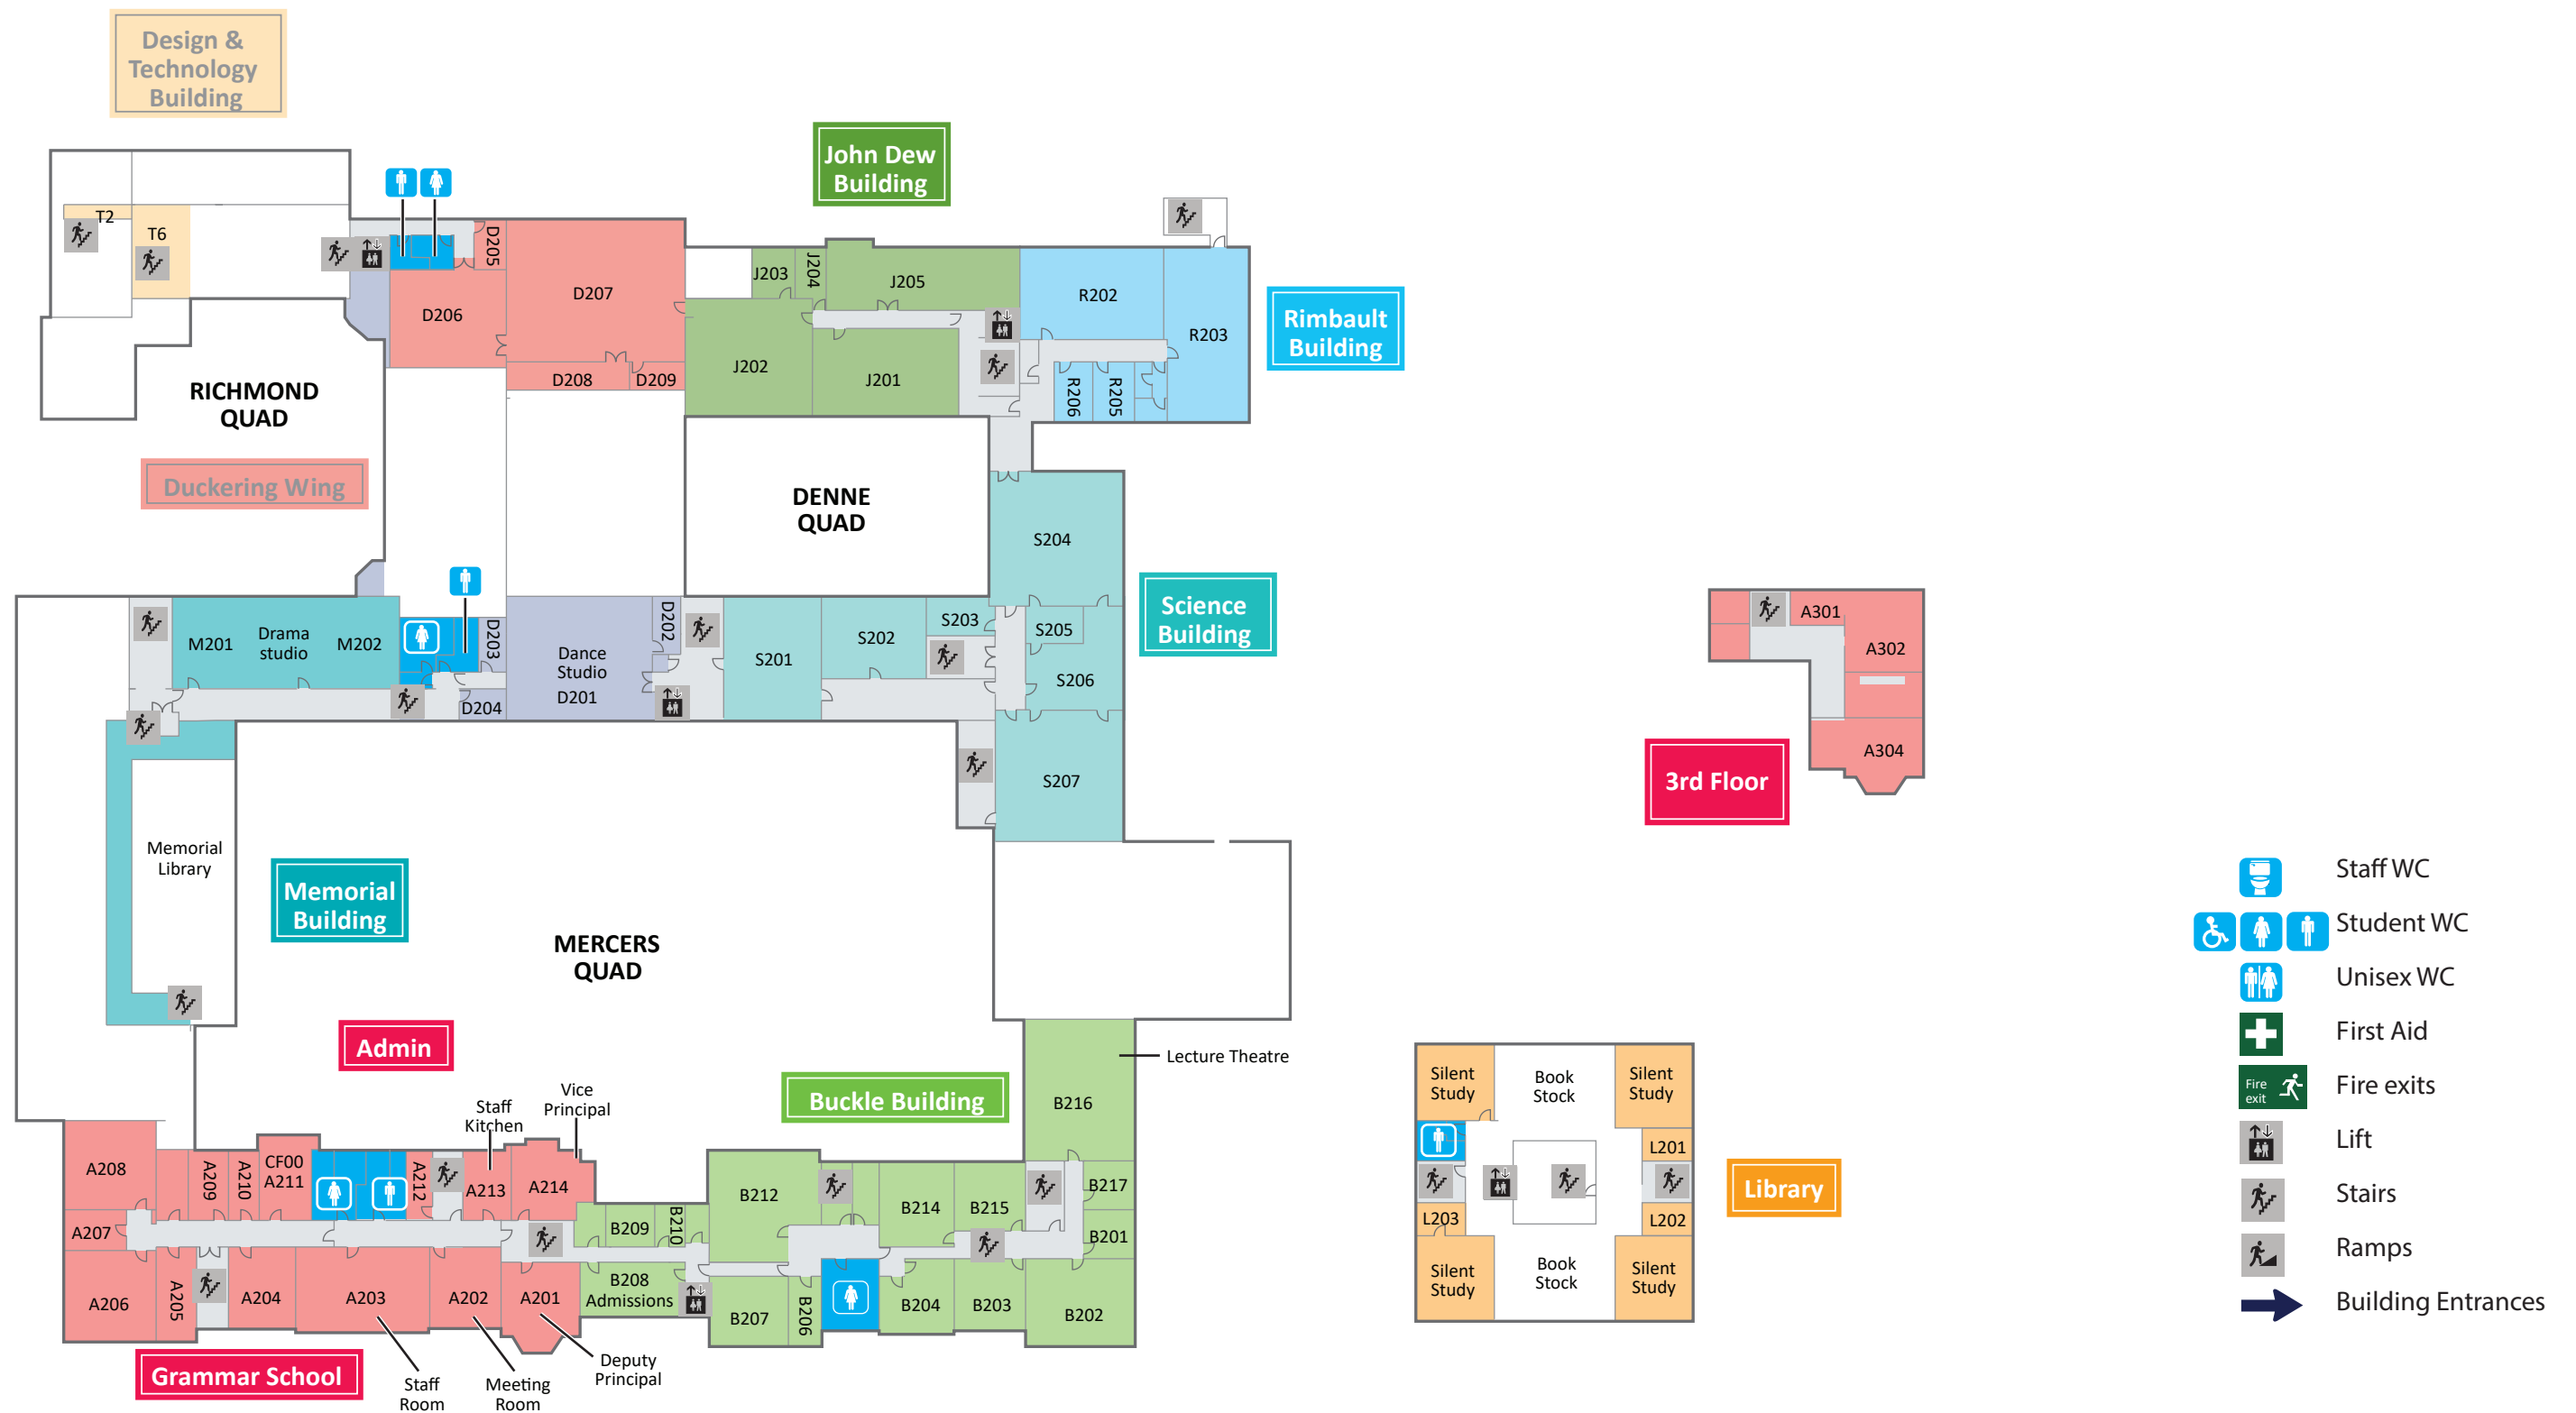 Design &
Technology
Building
John Dew
Building
T2
T6
D205
D207
D206
D208
D209
J203
J204
J205
J202
J201
R202
R203
R206
R205
Rimbault
Building
RICHMOND
QUAD
Duckering Wing
DENNE
QUAD
S204
Science
Building
M201
Drama
studio
M202
D203
D204
Dance
Studio
D201
D202
S201
S202
S203
S205
S206
S207
A301
A302
A304
3rd Floor
Memorial
Library
Memorial
Building
MERCERS
QUAD
Admin
Staff
Kitchen
Vice
Principal
Buckle Building
Lecture Theatre
B216
A208
A209
A210
CF00
A211
A212
A213
A214
A207
A206
A205
A204
A203
A202
A201
B209
B210
B208
Admissions
B212
B214
B215
B217
B201
B207
B206
B204
B203
B202
Grammar School
Staff
Room
Meeting
Room
Deputy
Principal
Silent
Study
Book
Stock
Silent
Study
L201
L203
L202
Silent
Study
Book
Stock
Silent
Study
Library
Staff WC
Student WC
Unisex WC
First Aid
Fire
exit
Fire exits
Lift
Stairs
Ramps
Building Entrances